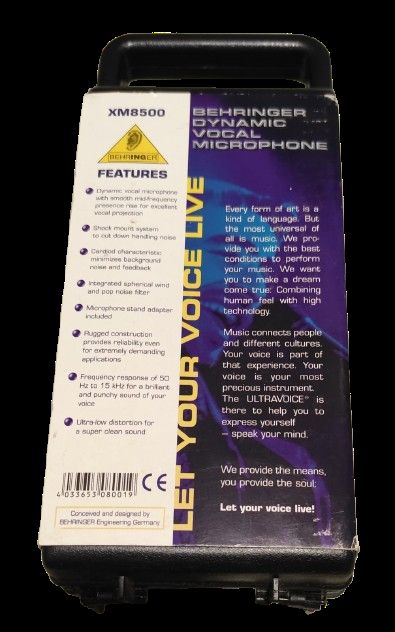 XM8500
BEHRINGER
FEATURES
Dynamic vocal microphone
with smooth mid-frequency
presence rise for excellent
vocal projection
Shock mount system
to cut down handling noise
Cardioid characteristic
minimizes background
noise and feedback
Integrated spherical wind
and pop noise filter
Microphone stand adapter
included
Rugged construction
provides reliability even
for extremely demanding
applications
Frequency response of 50
Hz to 15 kHz for a brilliant
and punchy sound of your
voice
Ultra-low distortion for
a super clean sound
4 033653 080019
CE
Conceived and designed by
BEHRINGER Engineering Germany
LET YOUR VOICE LIVE
BEHRINGER
DYNAMIC
VOCAL
MICROPHONE
Every form of art is a
kind of language. But
the most universal of
all is music. We pro-
vide you with the best
conditions to perform
your music. We want
you to make a dream
come true: Combining
human feel with high
technology.
Music connects people
and different cultures.
Your voice is part of
that experience. Your
voice is your most
precious instrument.
The ULTRAVOICE® is
there to help you to
express yourself
– speak your mind.
We provide the means,
you provide the soul:
Let your voice live!